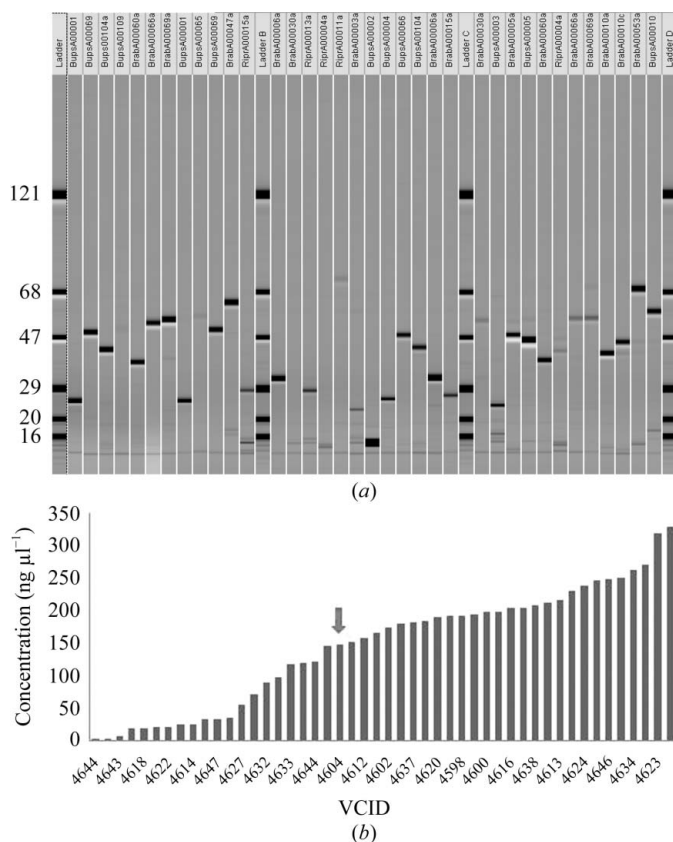 Ladder
BupsA00001
BupsA00069
Bups00104a
BupsA00109
BrabA00060a
BrabA00066a
BrabA00069a
BupsA00001
BupsA00065
BupsA00069
BrabA00047a
RiprA00015a
Ladder B
BrabA00006a
BrabA00030a
RiprA00013a
RiprA00004a
RiprA00011a
BrabA00003a
BupsA00002
BupsA00004
BupsA00066
BupsA00104
BrabA00006a
BrabA00015a
Ladder C
BrabA00030a
BupsA00003
BrabA00005a
BupsA00005
BrabA00060a
RiprA00004a
BrabA00066a
BrabA00069a
BrabA00010a
BrabA00010c
BrabA00053a
BupsA00010
Ladder D
121
68
47
29
20
16
(a)
350
300
250
200
150
100
50
0
Concentration (ng µl⁻¹)
4644
4643
4618
4622
4614
4647
4627
4632
4633
4644
4604
4612
4602
4637
4620
4598
4600
4616
4638
4613
4624
4646
4634
4623
VCID
(b)